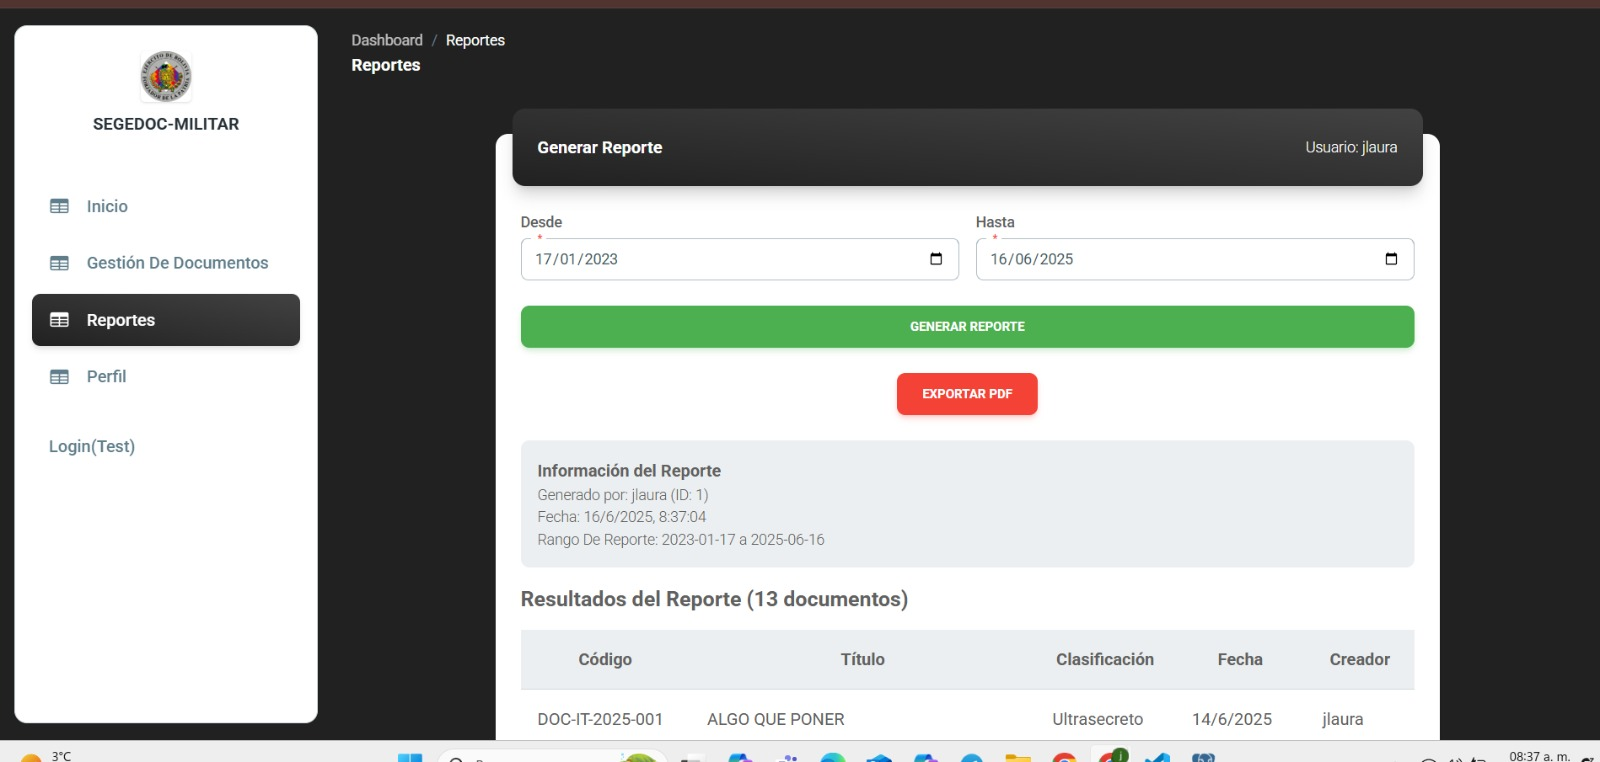 SEGEDOC-MILITAR
Inicio
Gestión De Documentos
Reportes
Perfil
Login(Test)
Dashboard / Reportes
Reportes
Generar Reporte
Usuario: jlaura
Desde
Hasta
*
*
17/01/2023
16/06/2025
GENERAR REPORTE
EXPORTAR PDF
Información del Reporte
Generado por: jlaura (ID: 1)
Fecha: 16/6/2025, 8:37:04
Rango De Reporte: 2023-01-17 a 2025-06-16
Resultados del Reporte (13 documentos)
Código Título Clasificación Fecha Creador
DOC-IT-2025-001 ALGO QUE PONER Ultrasecreto 14/6/2025 jlaura
3°C
08:37 a. m.